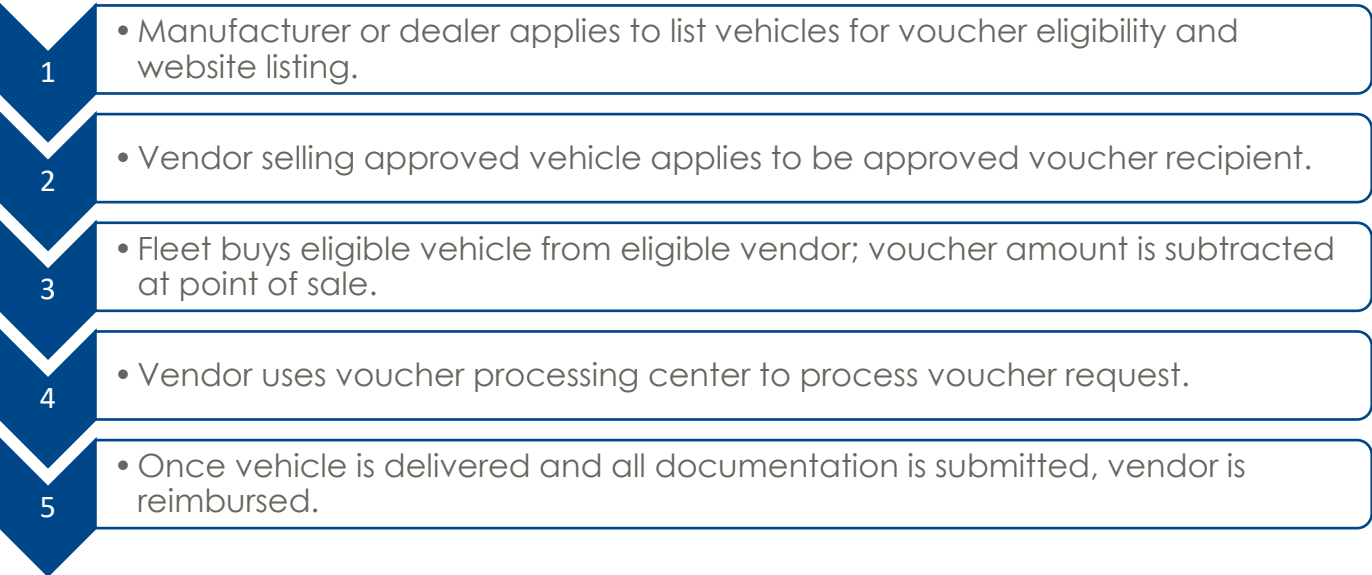 1
• Manufacturer or dealer applies to list vehicles for voucher eligibility and
website listing.
2
• Vendor selling approved vehicle applies to be approved voucher recipient.
3
• Fleet buys eligible vehicle from eligible vendor; voucher amount is subtracted
at point of sale.
4
• Vendor uses voucher processing center to process voucher request.
5
• Once vehicle is delivered and all documentation is submitted, vendor is
reimbursed.